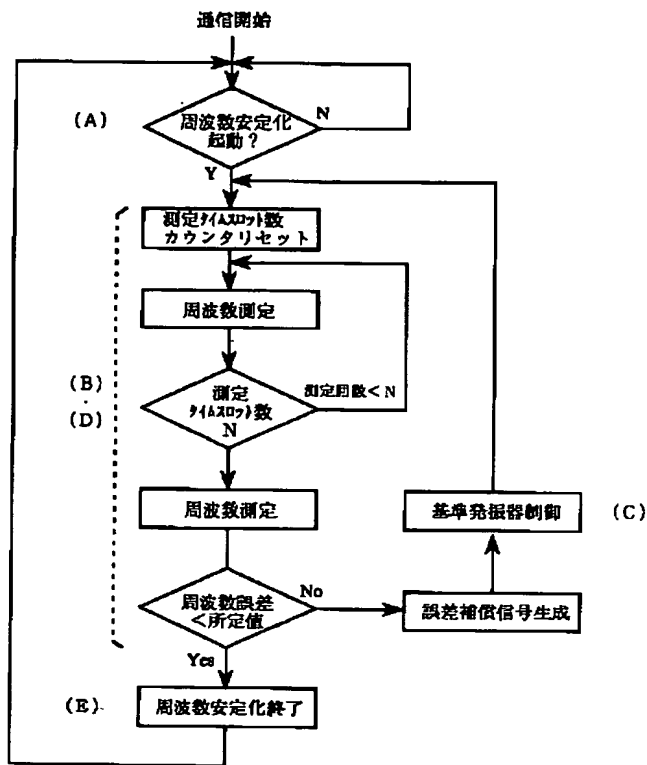 通信開始
(A)
周波数安定化
起動？
N
Y
測定タイムスロット数
カウンタリセット
周波数測定
(B)
・
(D)
測定
タイムスロット数
N
測定回数＜N
周波数測定
基準発振器制御
(C)
周波数誤差
＜所定値
No
誤差補償信号生成
Yes
(E)
周波数安定化終了